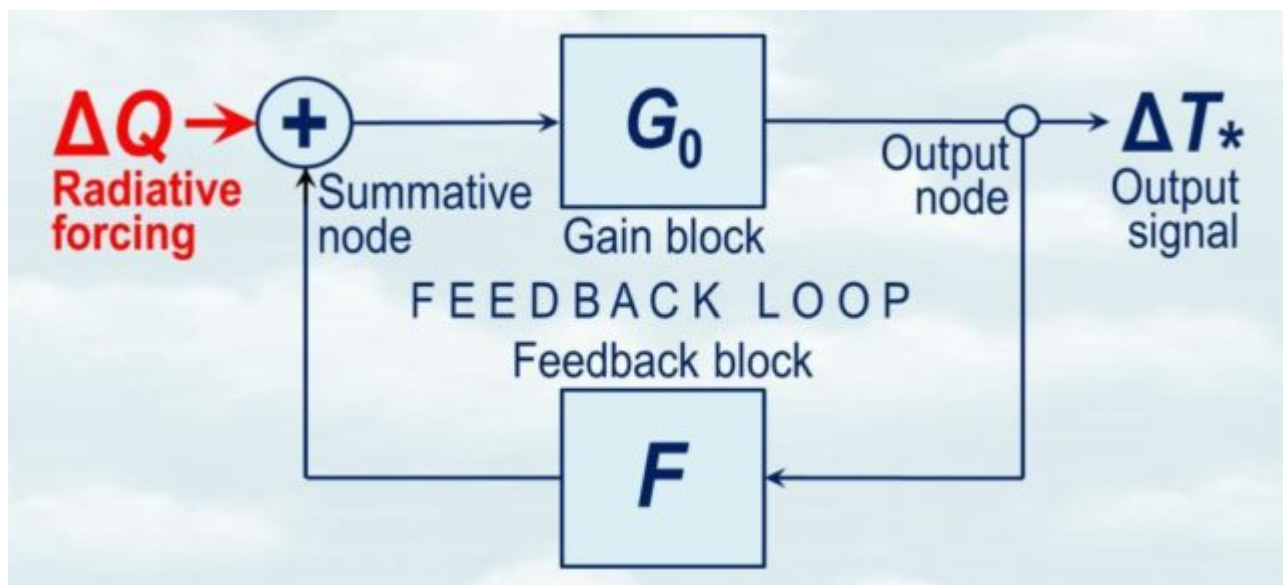 ΔQ
Radiative
forcing
+
Summative
node
G₀
Gain block
Output
node
ΔT*
Output
signal
FEEDBACK LOOP
Feedback block
F